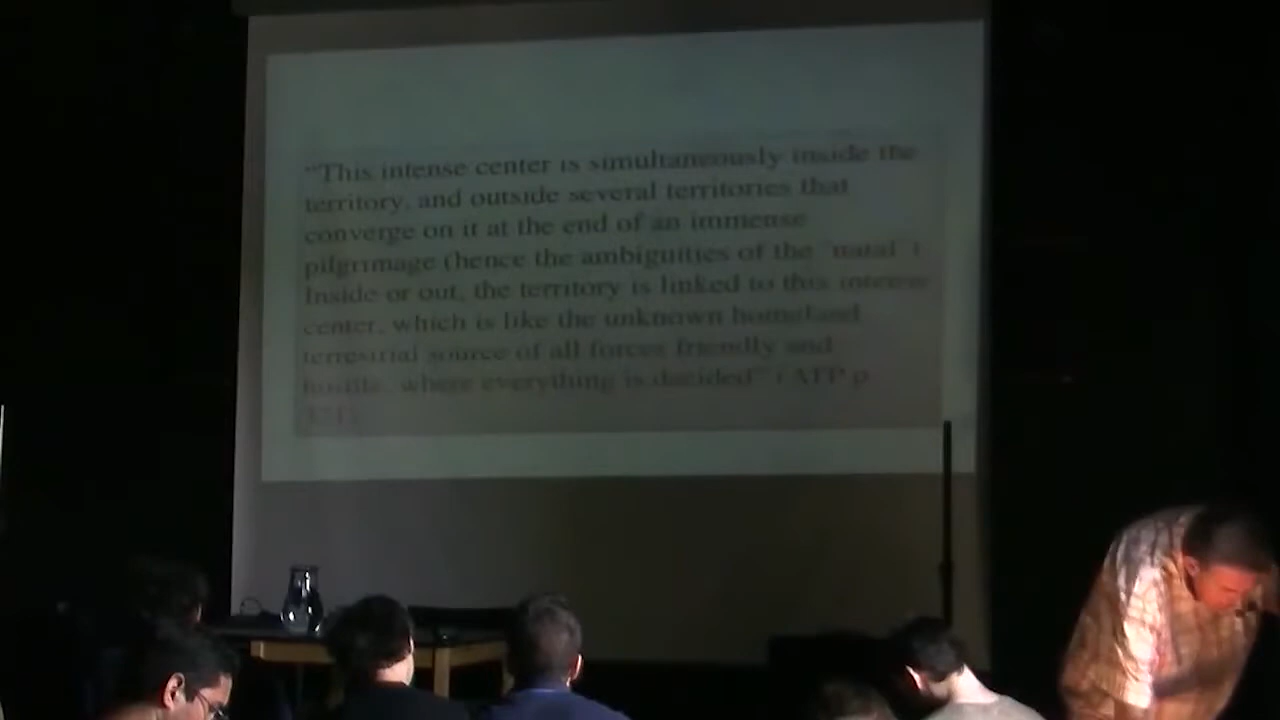 "This intense center is simultaneously inside the
territory, and outside several territories that
converge on it at the end of an immense
pilgrimage (hence the ambiguities of the "natal").
Inside or out, the territory is linked to this intense
center, which is like the unknown homeland
terrestrial source of all forces friendly and
hostile, where everything is decided" (ATP p